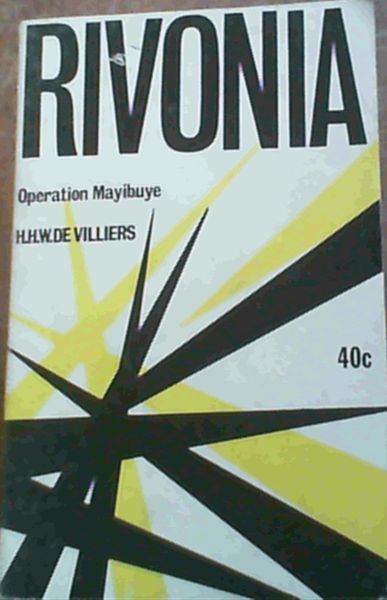 RIVONIA
Operation Mayibuye
H.H.W.DE VILLIERS
40c